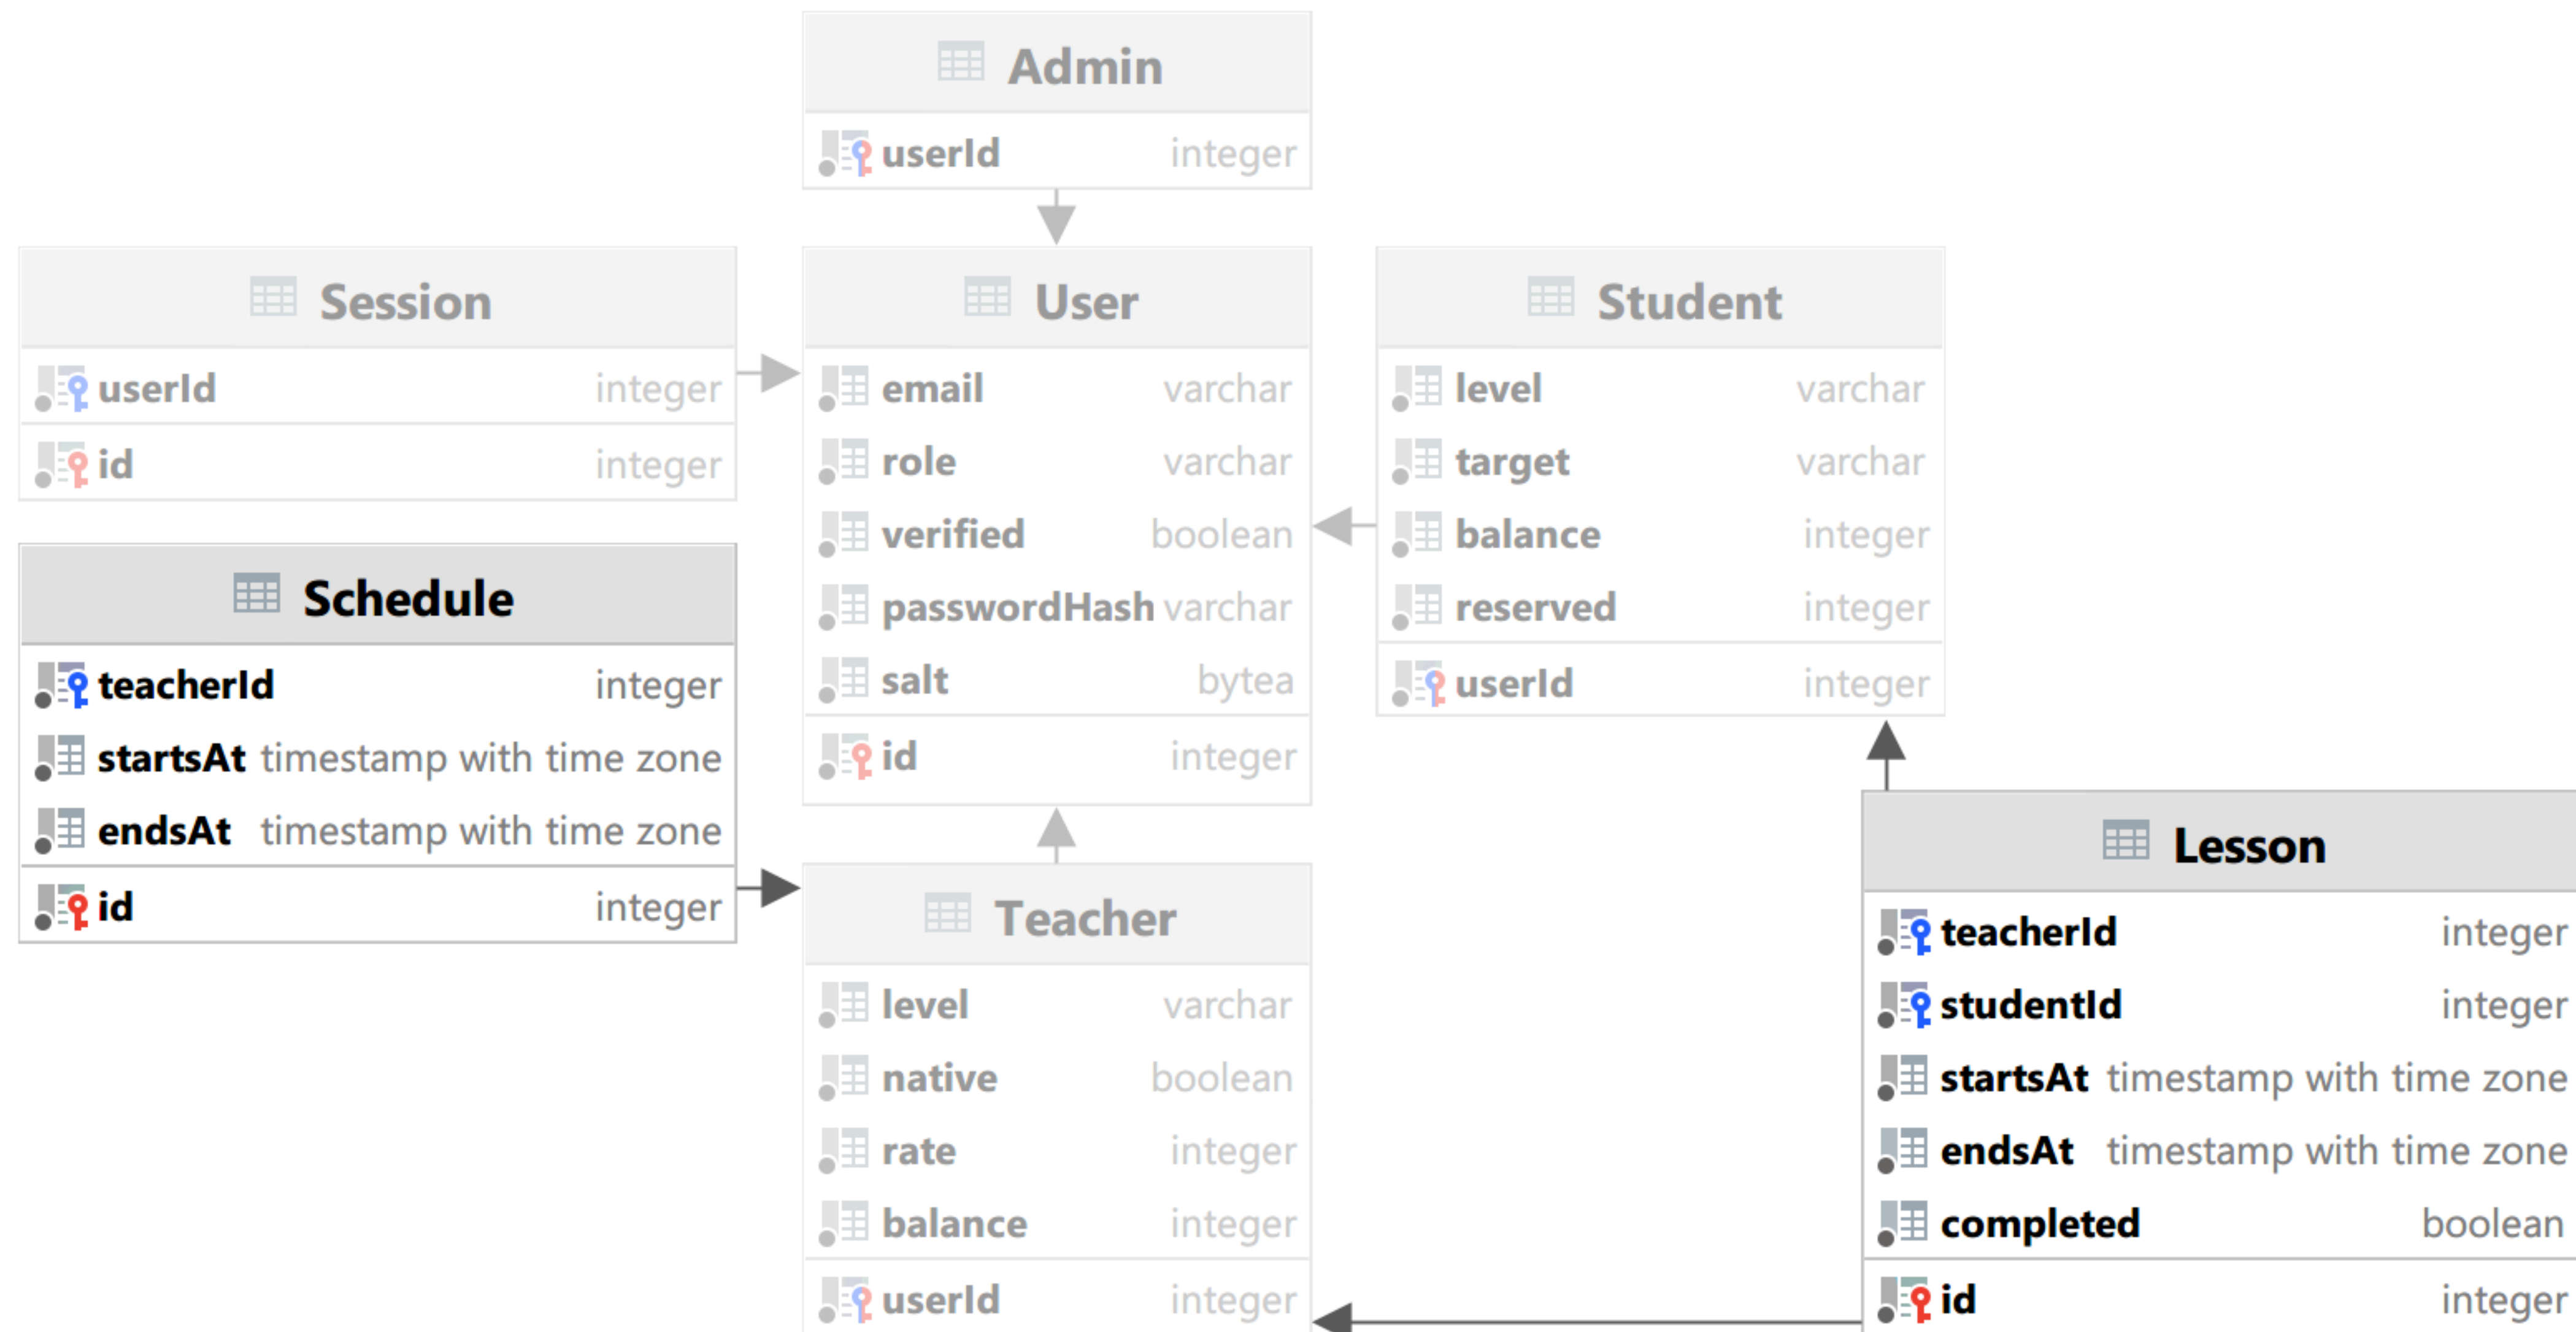 Admin
userId integer
Session
userId integer
id integer
User
email varchar
role varchar
verified boolean
passwordHash varchar
salt bytea
id integer
Student
level varchar
target varchar
balance integer
reserved integer
userId integer
Schedule
teacherId integer
startsAt timestamp with time zone
endsAt timestamp with time zone
id integer
Teacher
level varchar
native boolean
rate integer
balance integer
userId integer
Lesson
teacherId integer
studentId integer
startsAt timestamp with time zone
endsAt timestamp with time zone
completed boolean
id integer